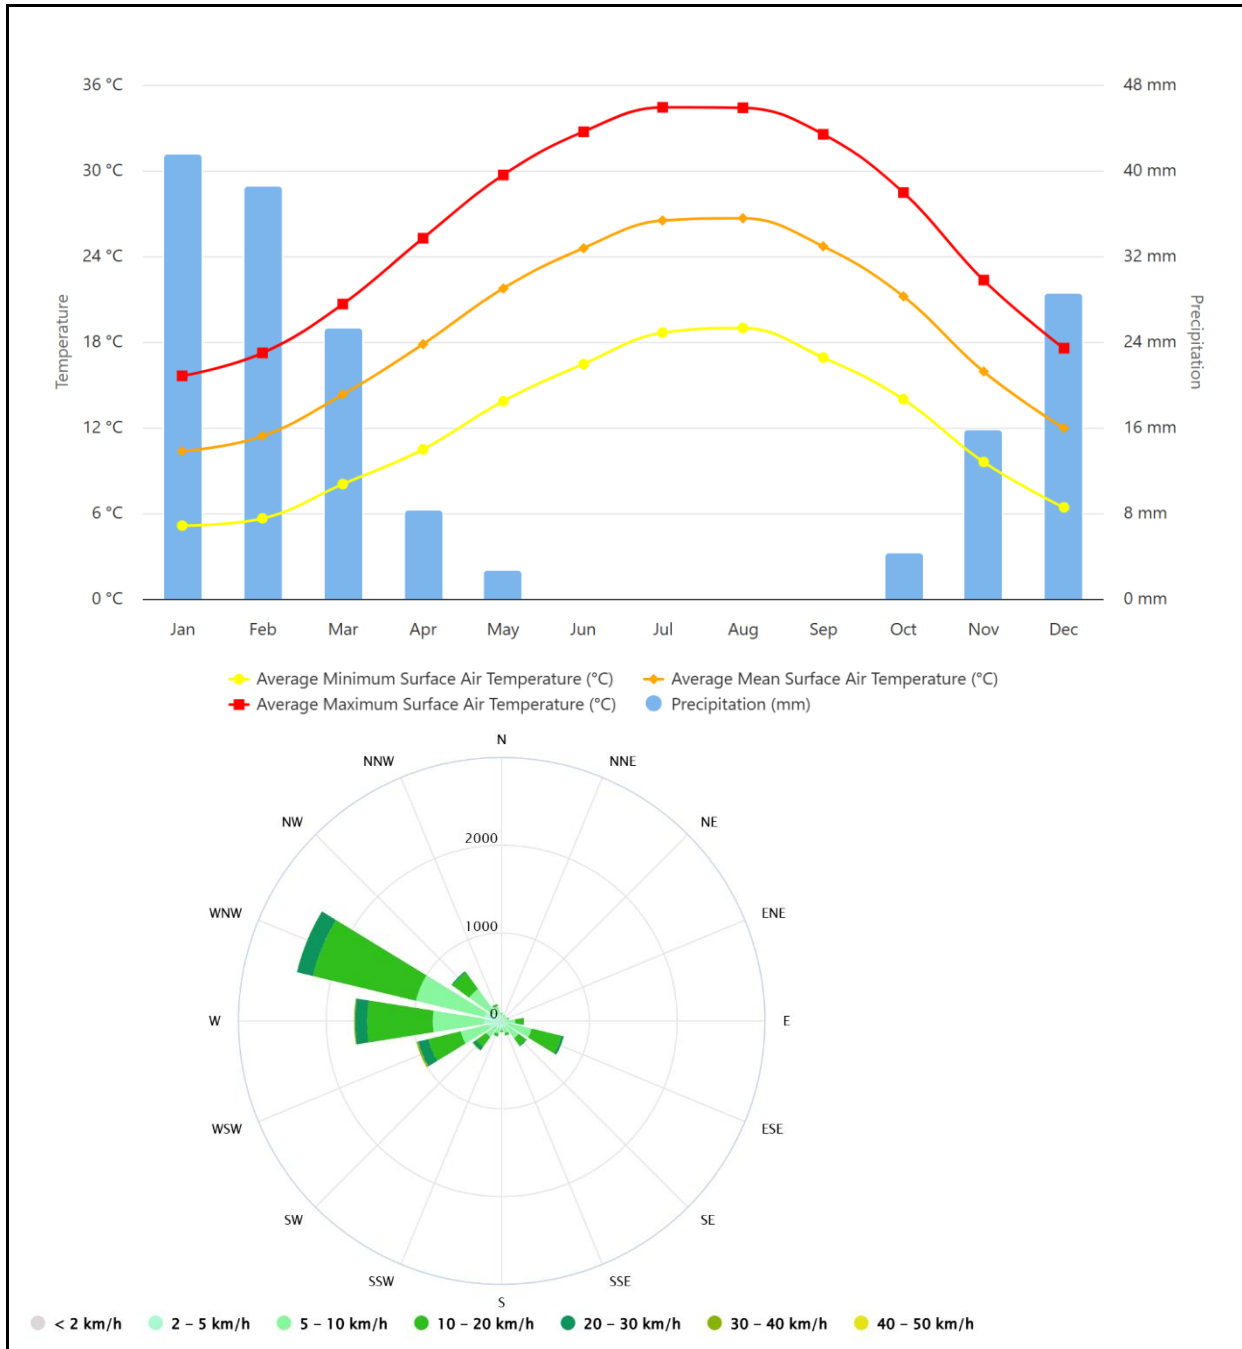 36 °C 48 mm
30 °C 40 mm
24 °C 32 mm
Temperature
Precipitation
18 °C 24 mm
12 °C 16 mm
6 °C 8 mm
0 °C 0 mm
Jan Feb Mar Apr May Jun Jul Aug Sep Oct Nov Dec
Average Minimum Surface Air Temperature (°C) Average Mean Surface Air Temperature (°C)
Average Maximum Surface Air Temperature (°C) Precipitation (mm)
N
NNW NNE
NW NE
2000
WNW ENE
1000
0
W E
WSW ESE
SW SE
SSW SSE
S
< 2 km/h 2 – 5 km/h 5 – 10 km/h 10 – 20 km/h 20 – 30 km/h 30 – 40 km/h 40 – 50 km/h